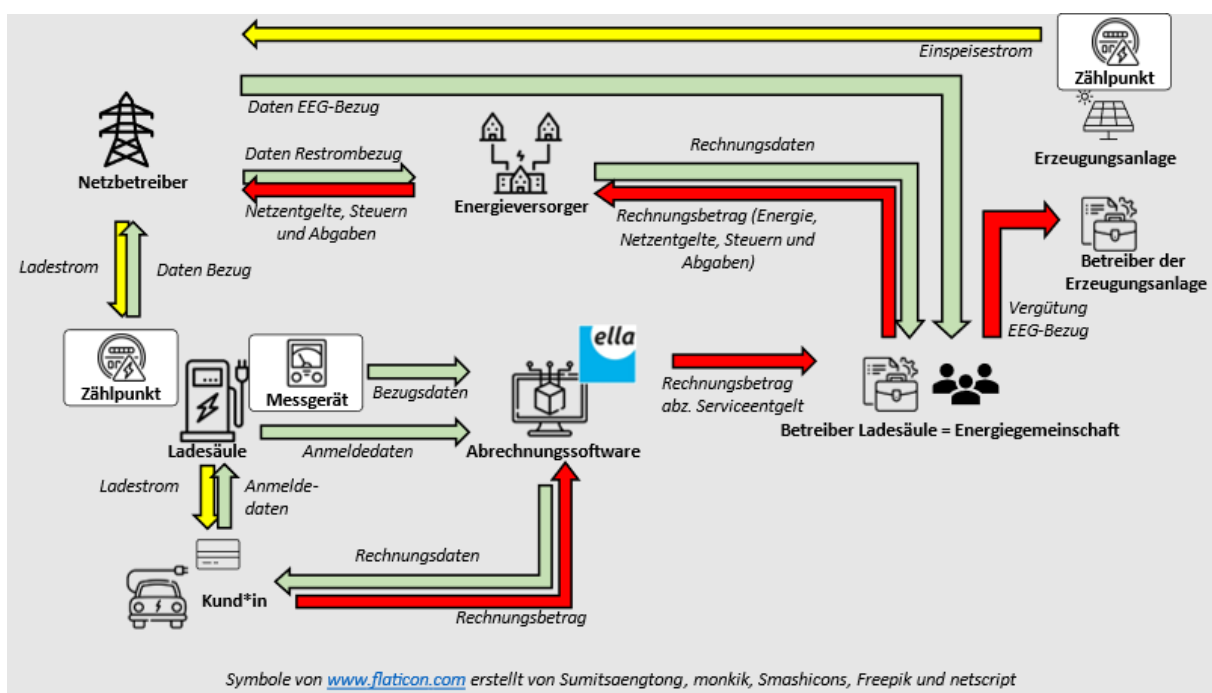 Einspeisestrom
or
Zählpunkt
Daten EEG-Bezug
Erzeugungsanlage
Netzbetreiber
Daten Restrombezug
Netzentgelte, Steuern
und Abgaben
Energieversorger
Rechnungsdaten
Rechnungsbetrag (Energie,
Netzentgelte, Steuern und
Abgaben)
Betreiber der
Erzeugungsanlage
Vergütung
EEG-Bezug
Ladestrom
Daten Bezug
or
Zählpunkt
Ladesäule
Messgerät
Bezugsdaten
Anmeldedaten
ella
Abrechnungssoftware
Rechnungsbetrag
abz. Serviceentgelt
Betreiber Ladesäule = Energiegemeinschaft
Ladestrom
Anmelde-
daten
Kund*in
Rechnungsdaten
Rechnungsbetrag
Symbole von www.flaticon.com erstellt von Sumitsaengtong, monkik, Smashicons, Freepik und netscript